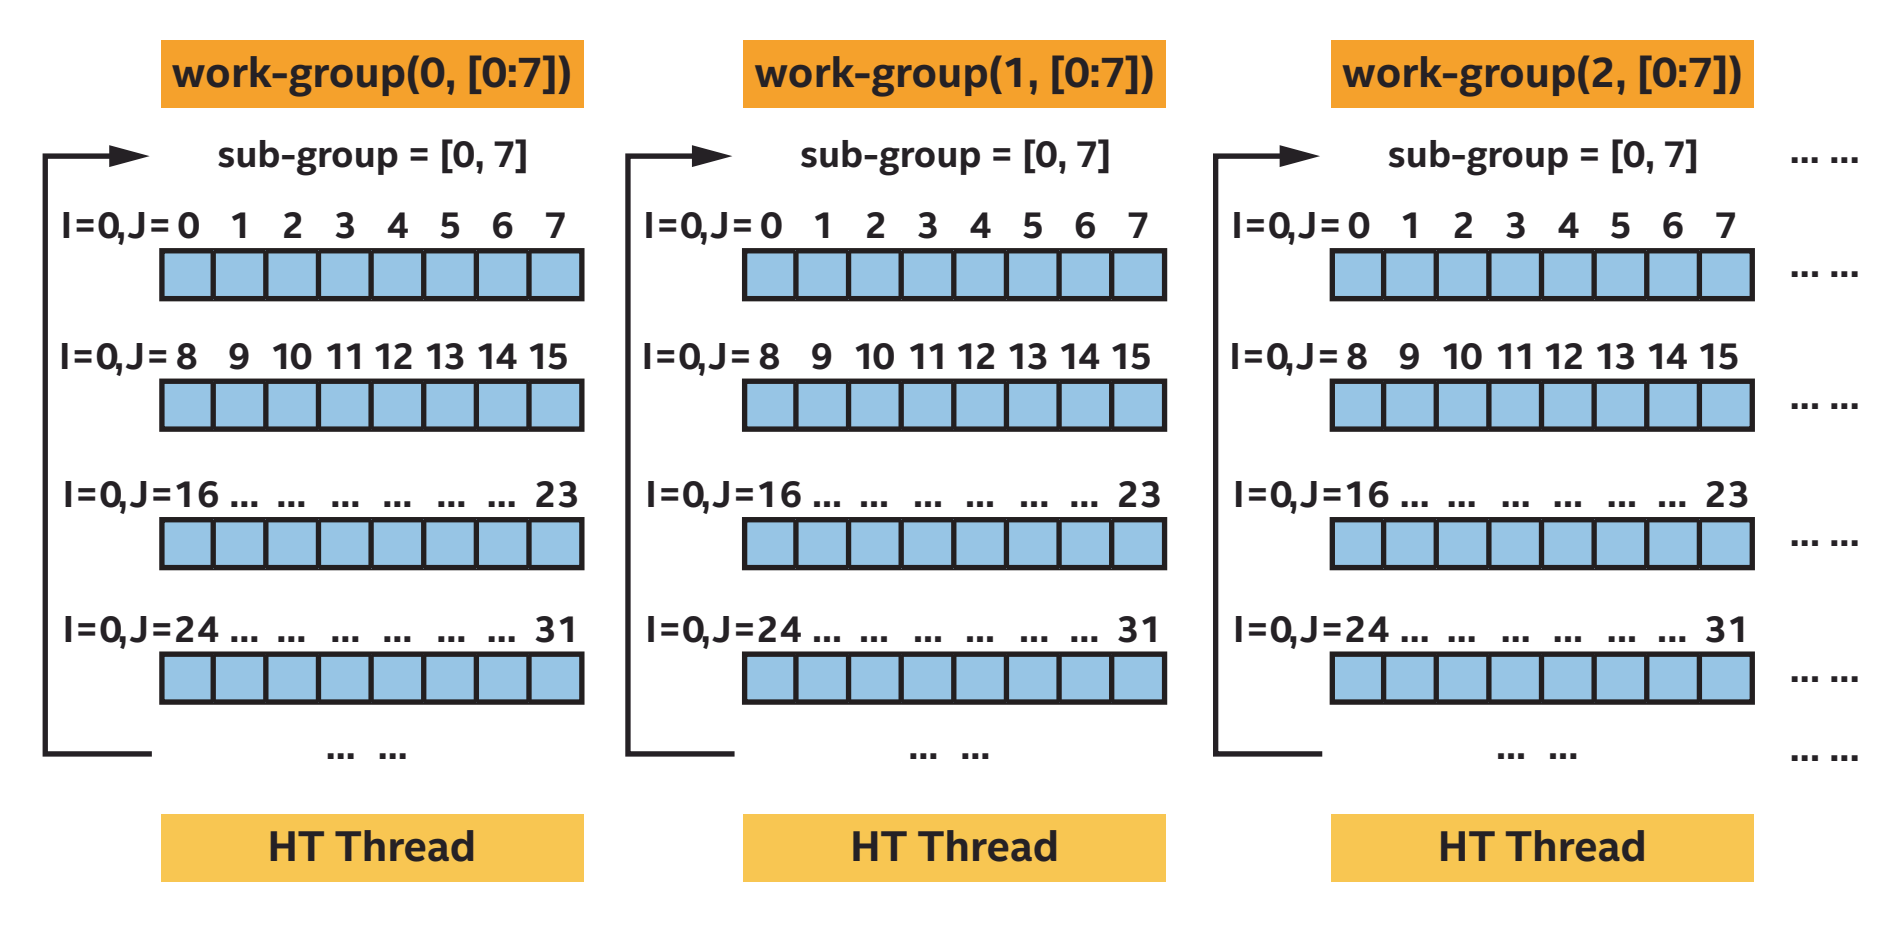 work-group(0, [0:7]) work-group(1, [0:7]) work-group(2, [0:7])
sub-group = [0, 7] sub-group = [0, 7] sub-group = [0, 7] ... ...
I=0,J= 0 1 2 3 4 5 6 7 I=0,J= 0 1 2 3 4 5 6 7 I=0,J= 0 1 2 3 4 5 6 7
... ...
I=0,J= 8 9 10 11 12 13 14 15 I=0,J= 8 9 10 11 12 13 14 15 I=0,J= 8 9 10 11 12 13 14 15
... ...
I=0,J=16 ... ... ... ... ... ... 23 I=0,J=16 ... ... ... ... ... ... 23 I=0,J=16 ... ... ... ... ... ... 23
... ...
I=0,J=24 ... ... ... ... ... ... 31 I=0,J=24 ... ... ... ... ... ... 31 I=0,J=24 ... ... ... ... ... ... 31
... ...
... ... ... ... ... ... ... ...
HT Thread HT Thread HT Thread